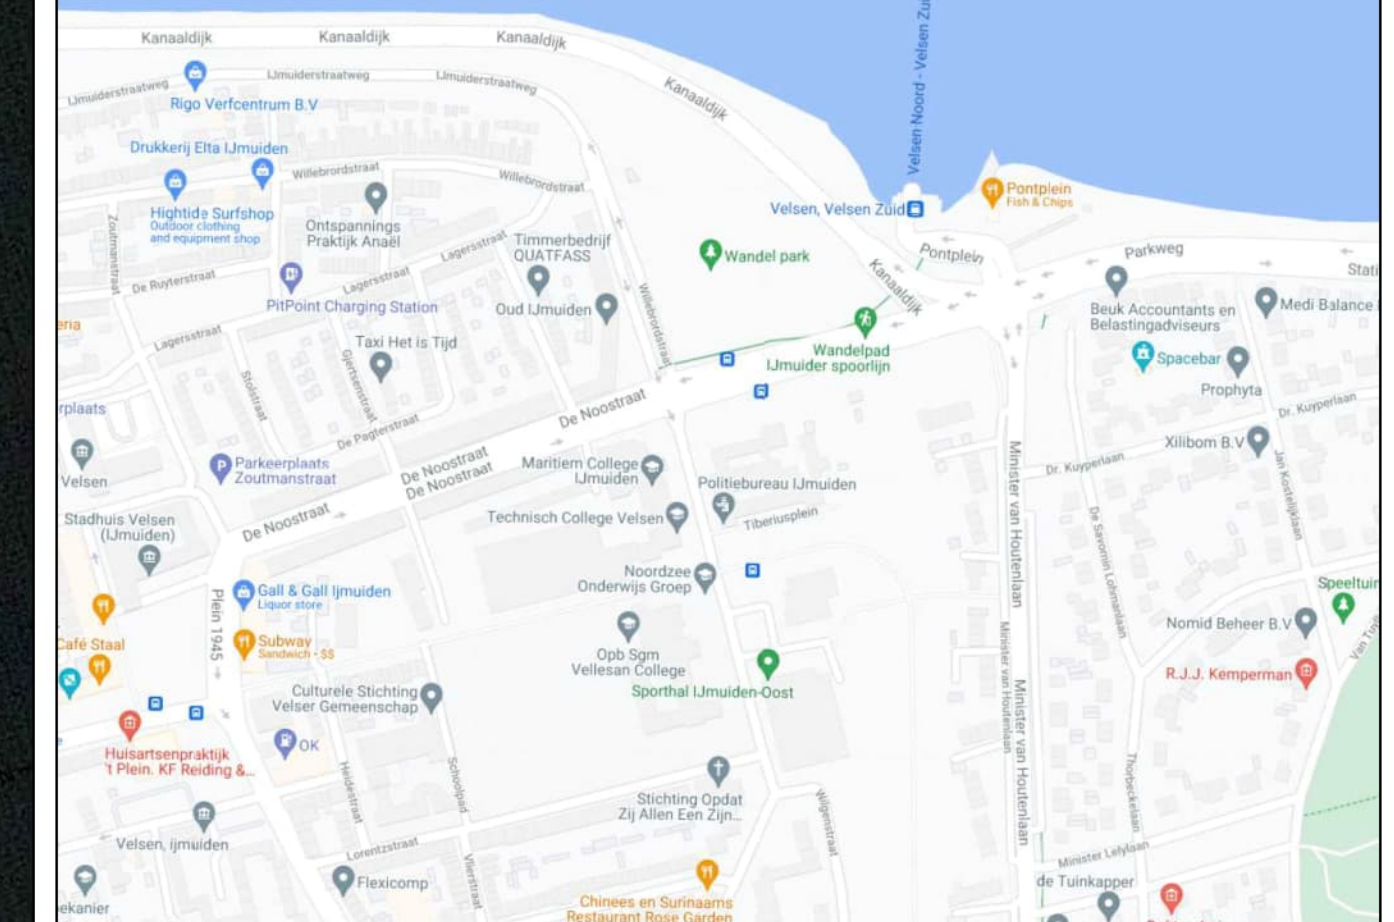 Kanaaldijk
Kanaaldijk
Kanaaldijk
Kanaaldijk
Velsen Noord - Velsen Zui
IJmuiderstraatweg
IJmuiderstraatweg
IJmuiderstraatweg
Rigo Verfcentrum B.V
Drukkerij Elta IJmuiden
Willebrordstraat
Willebrordstraat
Hightide Surfshop
Outdoor clothing
and equipment shop
Zoutmanstraat
Ontspannings
Praktijk Anaël
Lagersstraat
Timmerbedrijf
QUATFASS
Velsen, Velsen Zuid
Pontplein
Fish & Chips
Wandel park
Pontplein
Parkweg
Stati
De Ruyterstraat
Lagersstraat
PitPoint Charging Station
Oud IJmuiden
Willebrordstraat
Kanaaldijk
Beuk Accountants en
Belastingadviseurs
Medi Balance
eria
Lagersstraat
Taxi Het is Tijd
Wandelpad
IJmuider spoorlijn
Spacebar
Prophyta
Stolstraat
Gjertsenstraat
De Pagterstraat
De Noostraat
Dr. Kuyperlaan
rplaats
Velsen
Parkeerplaats
Zoutmanstraat
De Noostraat
De Noostraat
Maritiem College
IJmuiden
Xilibom B.V
Dr. Kuyperlaan
Politiebureau IJmuiden
Minister van Houtenlaan
Jan Kostelijklaan
Stadhuis Velsen
(IJmuiden)
De Noostraat
Technisch College Velsen
Tiberiusplein
De Savornin Lohmanlaan
Plein 1945
Gall & Gall Ijmuiden
Liquor store
Noordzee
Onderwijs Groep
Speeltuin
Café Staal
Subway
Sandwich · $$
Opb Sgm
Vellesan College
Nomid Beheer B.V
Minister van Houtenlaan
R.J.J. Kemperman
Culturele Stichting
Velser Gemeenschap
Sporthal IJmuiden-Oost
Minister van Houtenlaan
OK
Huisartsenpraktijk
't Plein. KF Reiding &...
Heidestraat
Schoolpad
Stichting Opdat
Zij Allen Een Zijn...
Wilgenstraat
Thorbeckelaan
Velsen, ijmuiden
Lorentzstraat
Vlierstraat
Minister Lelylaan
ekanier
Flexicomp
Chinees en Surinaams
Restaurant Rose Garden
de Tuinkapper